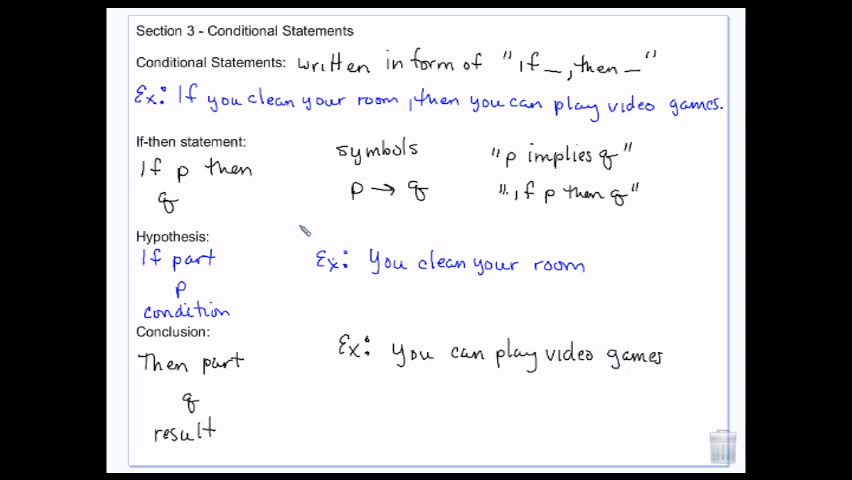 Section 3 - Conditional Statements
Conditional Statements: written in form of "If _, then _"
Ex: If you clean your room, then you can play video games.
If-then statement:
If p then
q
symbols
p → q
"p implies q"
"if p then q"
Hypothesis:
If part
p
condition
Ex: You clean your room
Conclusion:
Then part
q
result
Ex: you can play video games